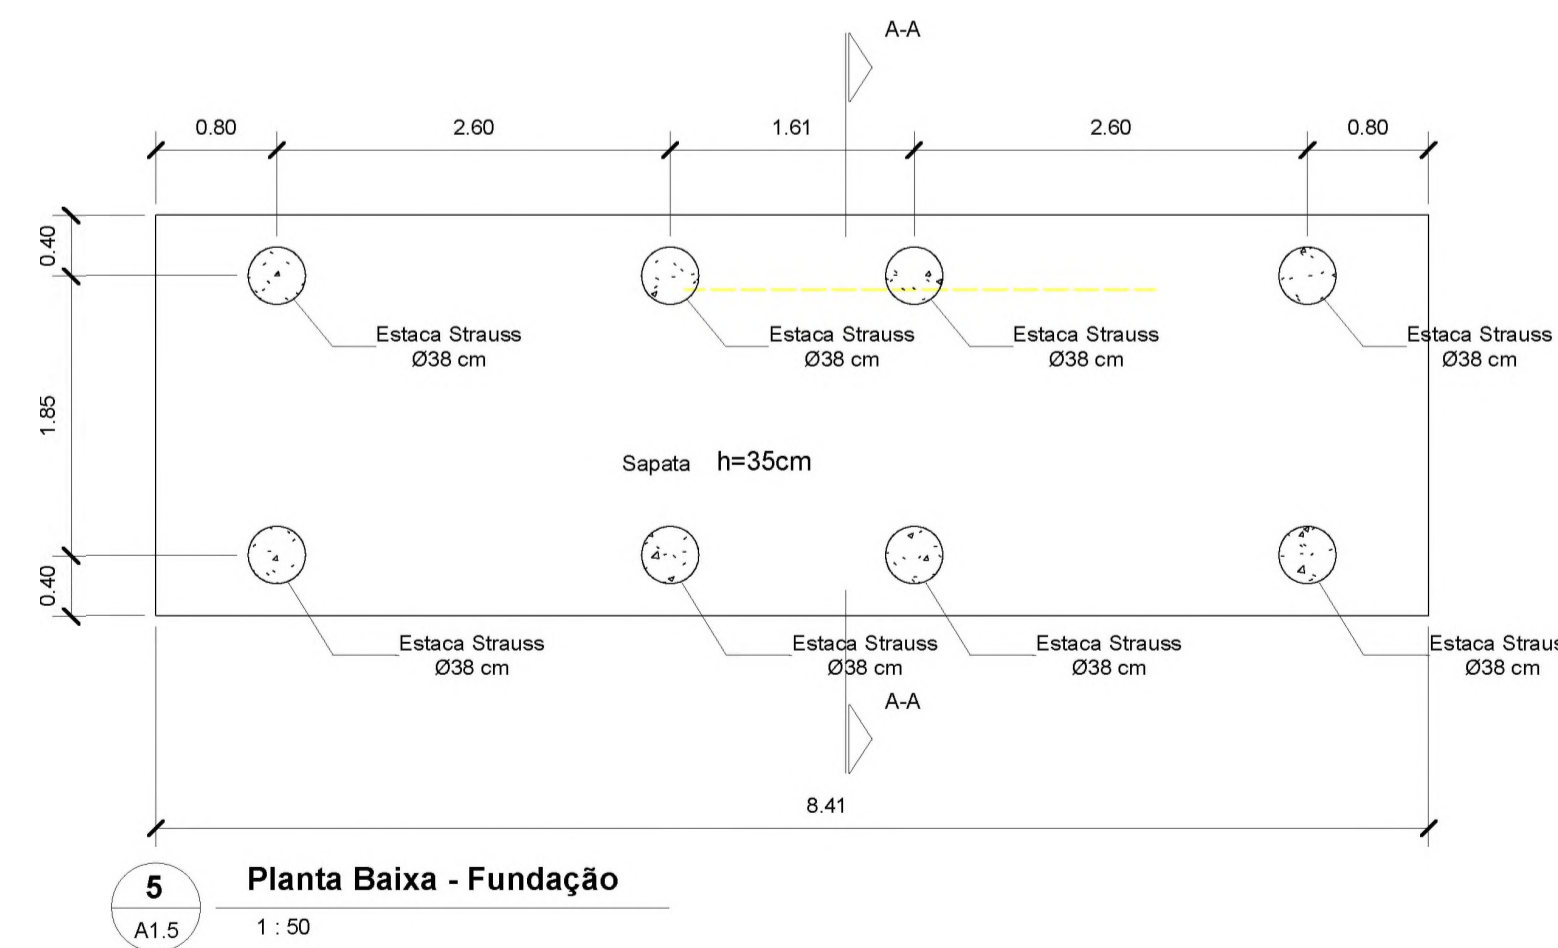 A-A
0.80 2.60 1.61 2.60 0.80
0.40
Estaca Strauss Estaca Strauss Estaca Strauss Estaca Strauss
Ø38 cm Ø38 cm Ø38 cm Ø38 cm
1.85
Sapata h=35cm
0.40
Estaca Strauss Estaca Strauss Estaca Strauss Estaca Straus
Ø38 cm Ø38 cm Ø38 cm Ø38 cm
A-A
8.41
5 Planta Baixa - Fundação
A1.5 1 : 50